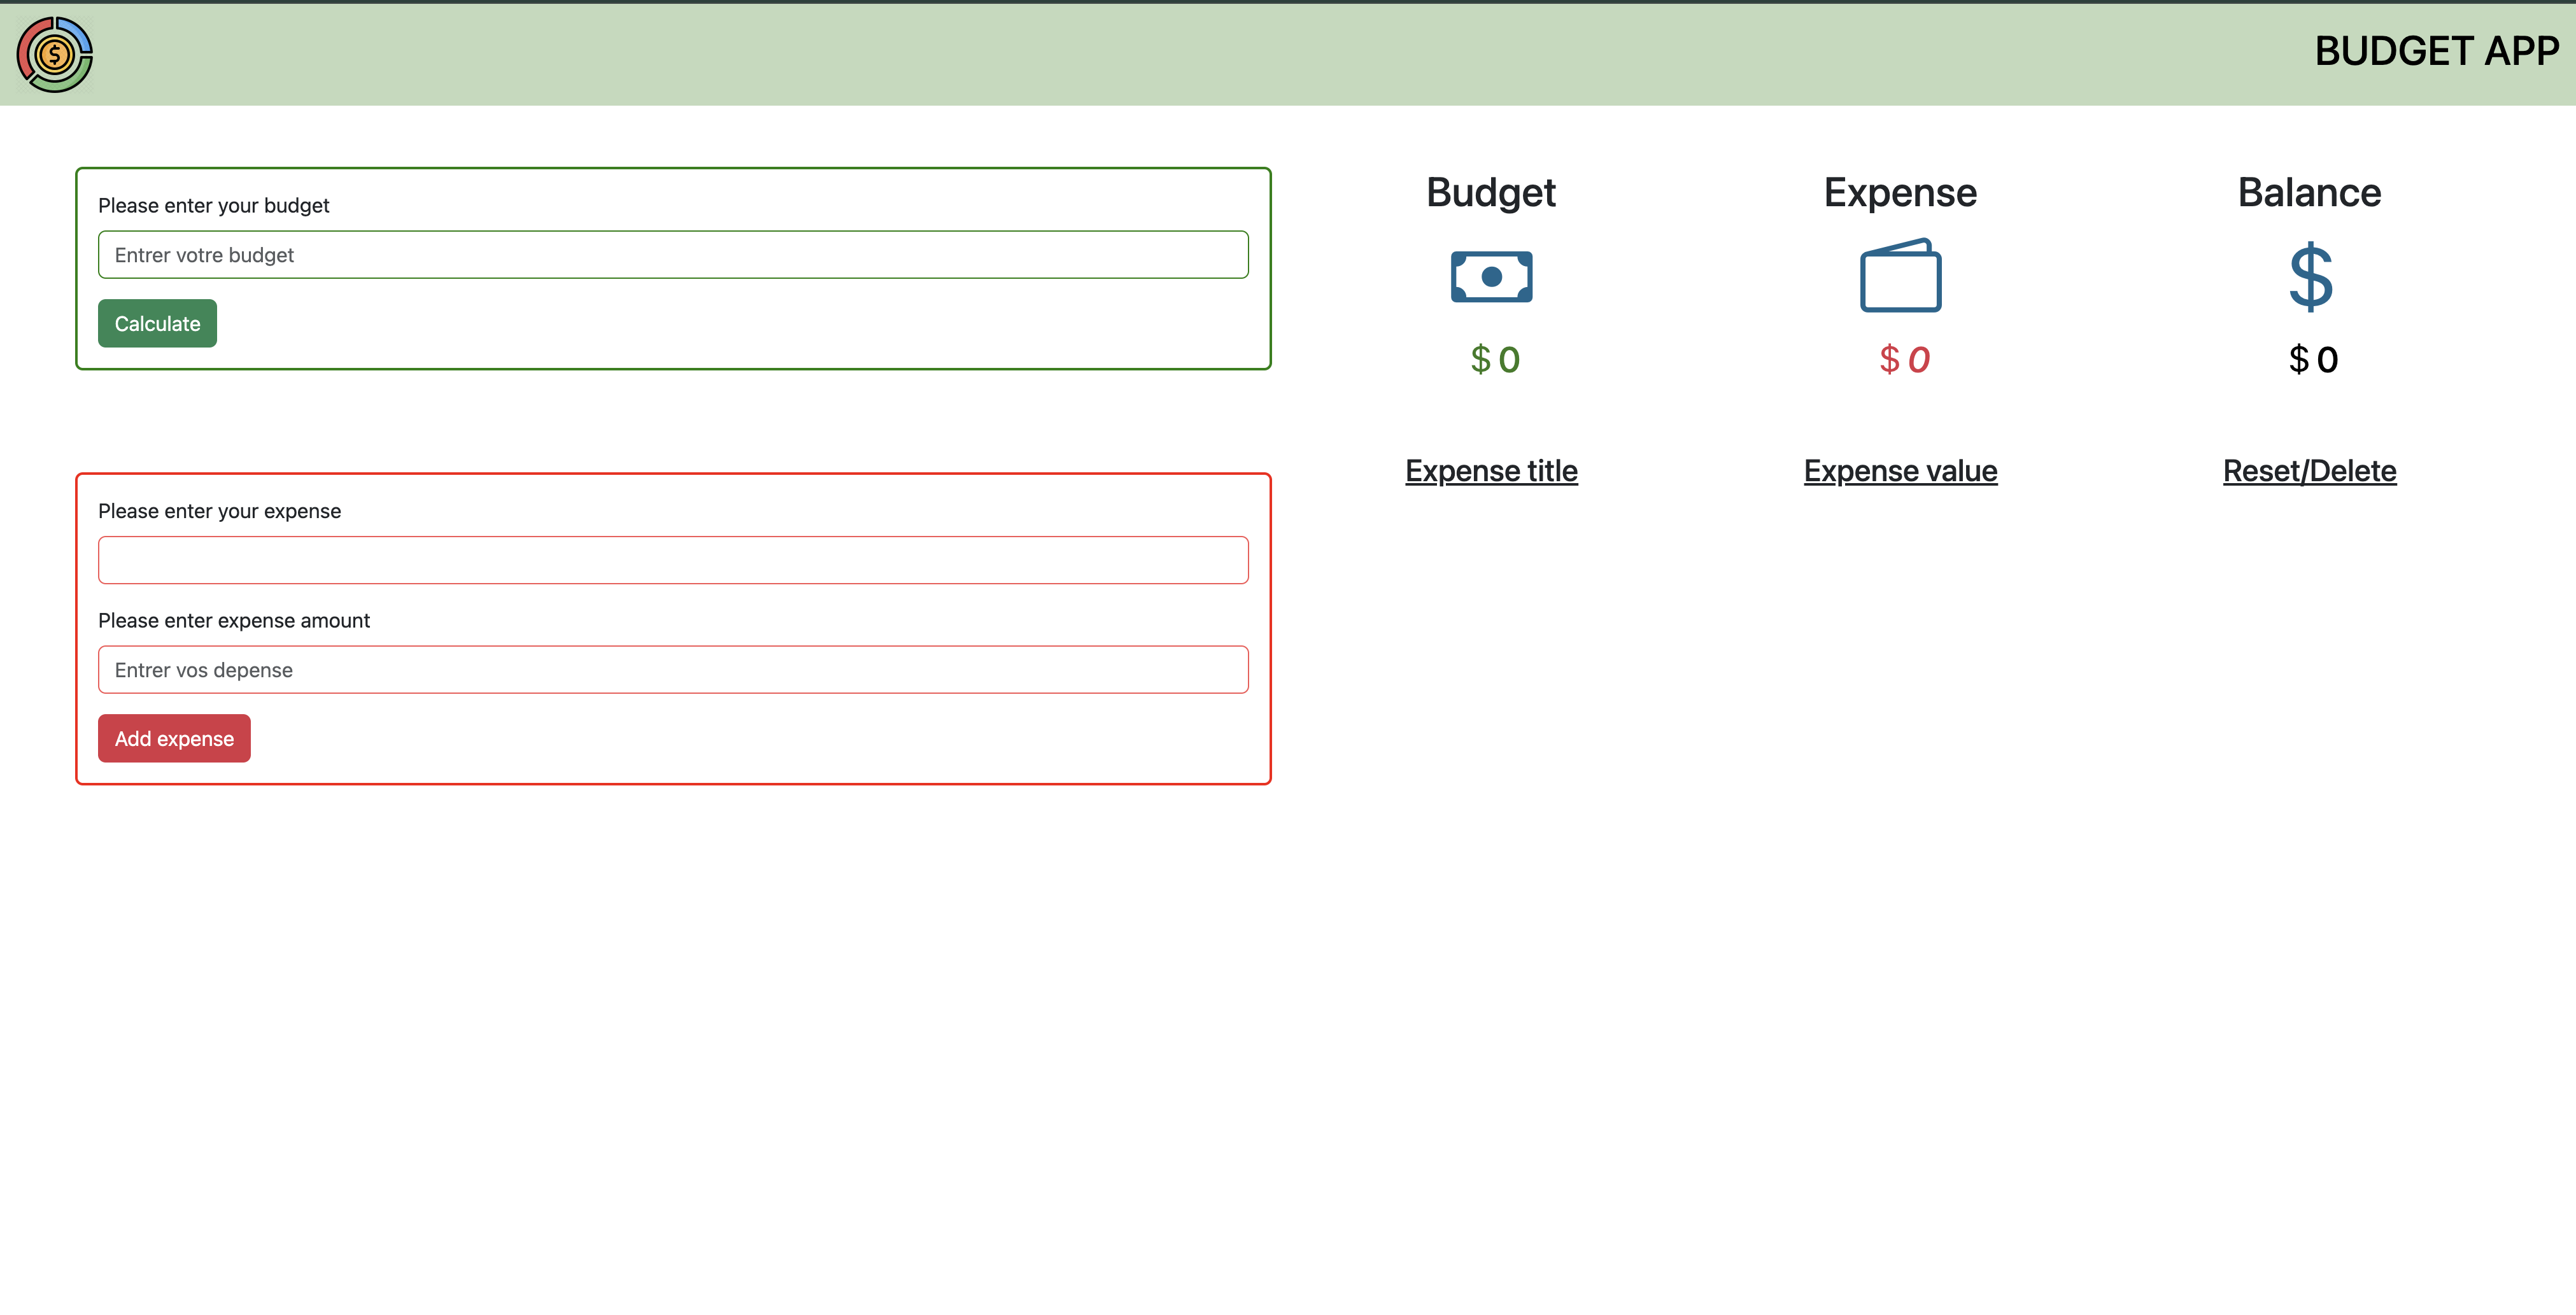 $
BUDGET APP
Please enter your budget
Entrer votre budget
Calculate
Budget
Expense
Balance
$
$ 0
$ 0
$ 0
Please enter your expense
Please enter expense amount
Entrer vos depense
Add expense
Expense title
Expense value
Reset/Delete